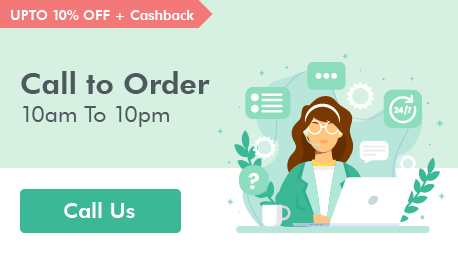 UPTO 10% OFF + Cashback
Call to Order
10am To 10pm
24/7
?
Call Us